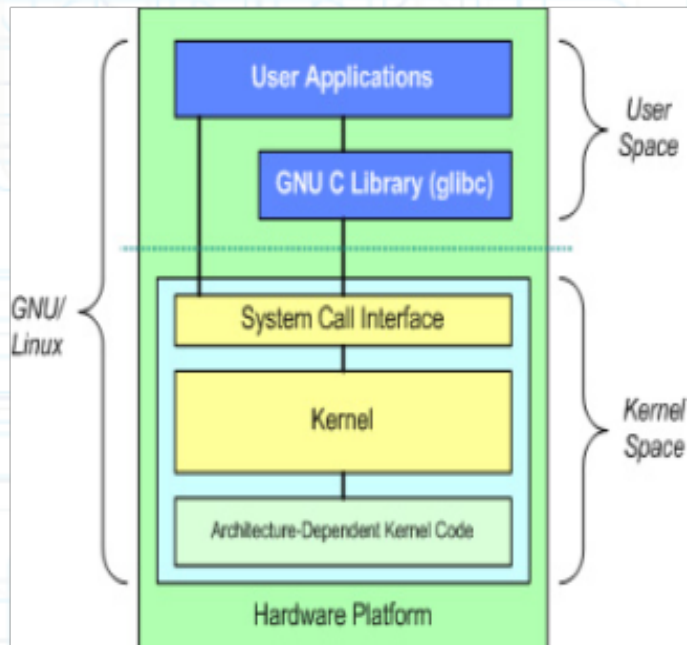 User Applications
User
Space
GNU C Library (glibc)
GNU/
Linux
System Call Interface
Kernel
Kernel
Space
Architecture-Dependent Kernel Code
Hardware Platform